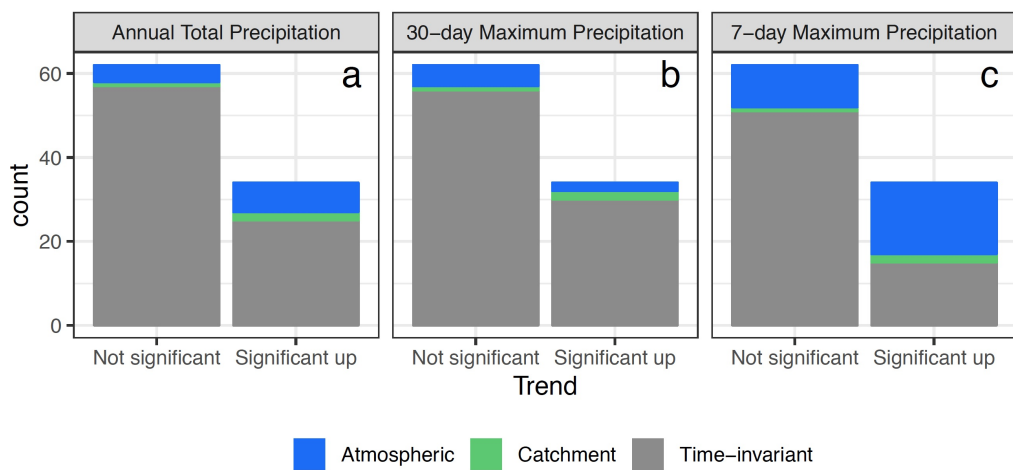 Annual Total Precipitation
30−day Maximum Precipitation
7−day Maximum Precipitation
a
b
c
count
60
40
20
0
Not significant Significant up
Not significant Significant up
Not significant Significant up
Trend
Atmospheric Catchment Time−invariant